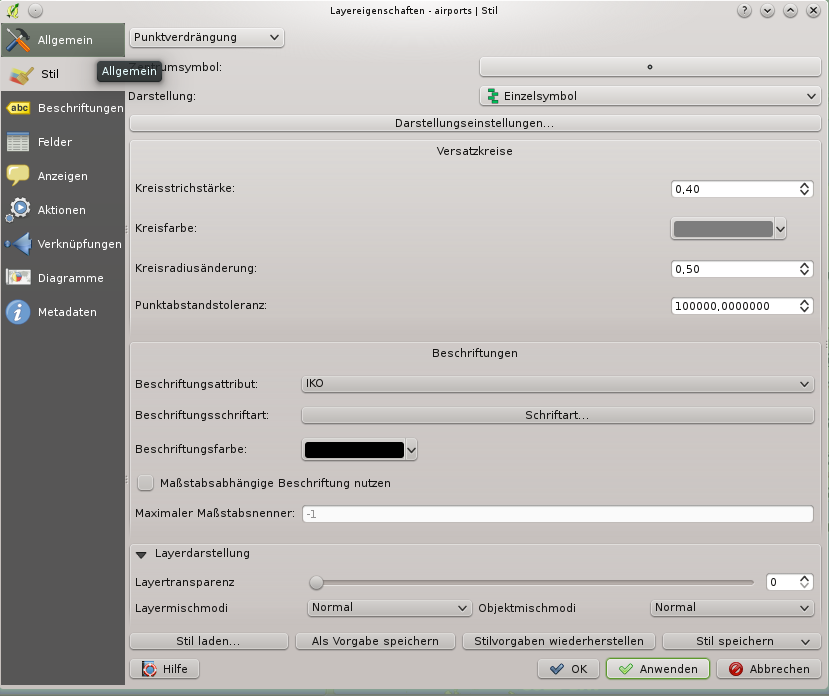 Layereigenschaften - airports | Stil
Allgemein
Stil
Allgemein
Beschriftungen
Felder
Anzeigen
Aktionen
Verknüpfungen
Diagramme
Metadaten
Punktverdrängung
umsymbol:
Darstellung:
Einzelsymbol
Darstellungseinstellungen...
Versatzkreise
Kreisstrichstärke:
0,40
Kreisfarbe:
Kreisradiusänderung:
0,50
Punktabstandstoleranz:
100000,0000000
Beschriftungen
Beschriftungsattribut:
IKO
Beschriftungsschriftart:
Schriftart...
Beschriftungsfarbe:
Maßstabsabhängige Beschriftung nutzen
Maximaler Maßstabsnenner:
-1
Layerdarstellung
Layertransparenz
0
Layermischmodi
Normal
Objektmischmodi
Normal
Stil laden...
Als Vorgabe speichern
Stilvorgaben wiederherstellen
Stil speichern
Hilfe
OK
Anwenden
Abbrechen